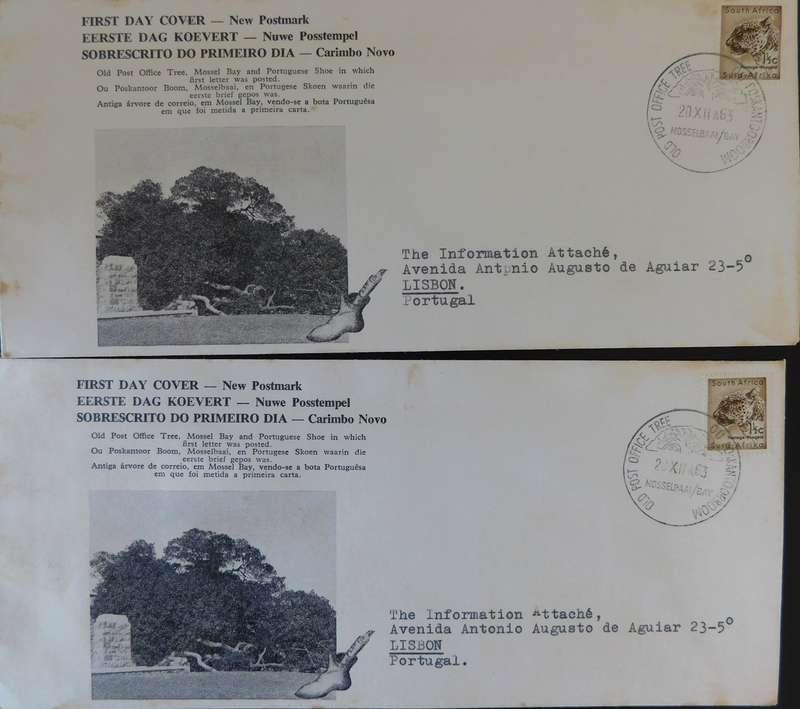 FIRST DAY COVER — New Postmark
EERSTE DAG KOEVERT — Nuwe Posstempel
SOBRESCRITO DO PRIMEIRO DIA — Carimbo Novo
Old Post Office Tree, Mossel Bay and Portuguese Shoe in which
first letter was posted.
Ou Poskantoor Boom, Mosselbaai, en Portugese Skoen waarin die
eerste brief gepos was.
Antiga árvore de correio, em Mossel Bay, vendo-se a bota Portuguêsa
em que foi metida a primeira carta.
South Africa
1½c
Suid-Afrika
OLD POST OFFICE TREE
20.XII.63
MOSSELBAAI/BAY
The Information Attaché,
Avenida Antonio Augusto de Aguiar 23-5⁰
LISBON.
Portugal
FIRST DAY COVER — New Postmark
EERSTE DAG KOEVERT — Nuwe Posstempel
SOBRESCRITO DO PRIMEIRO DIA — Carimbo Novo
Old Post Office Tree, Mossel Bay and Portuguese Shoe in which
first letter was posted.
Ou Poskantoor Boom, Mosselbaai, en Portugese Skoen waarin die
eerste brief gepos was.
Antiga árvore de correio, em Mossel Bay, vendo-se a bota Portuguêsa
em que foi metida a primeira carta.
South Africa
1½c
Suid-Afrika
OLD POST OFFICE TREE
MOSSELBAAI/BAY
The Information Attaché,
Avenida Antonio Augusto de Aguiar 23-5⁰
LISBON
Portugal.